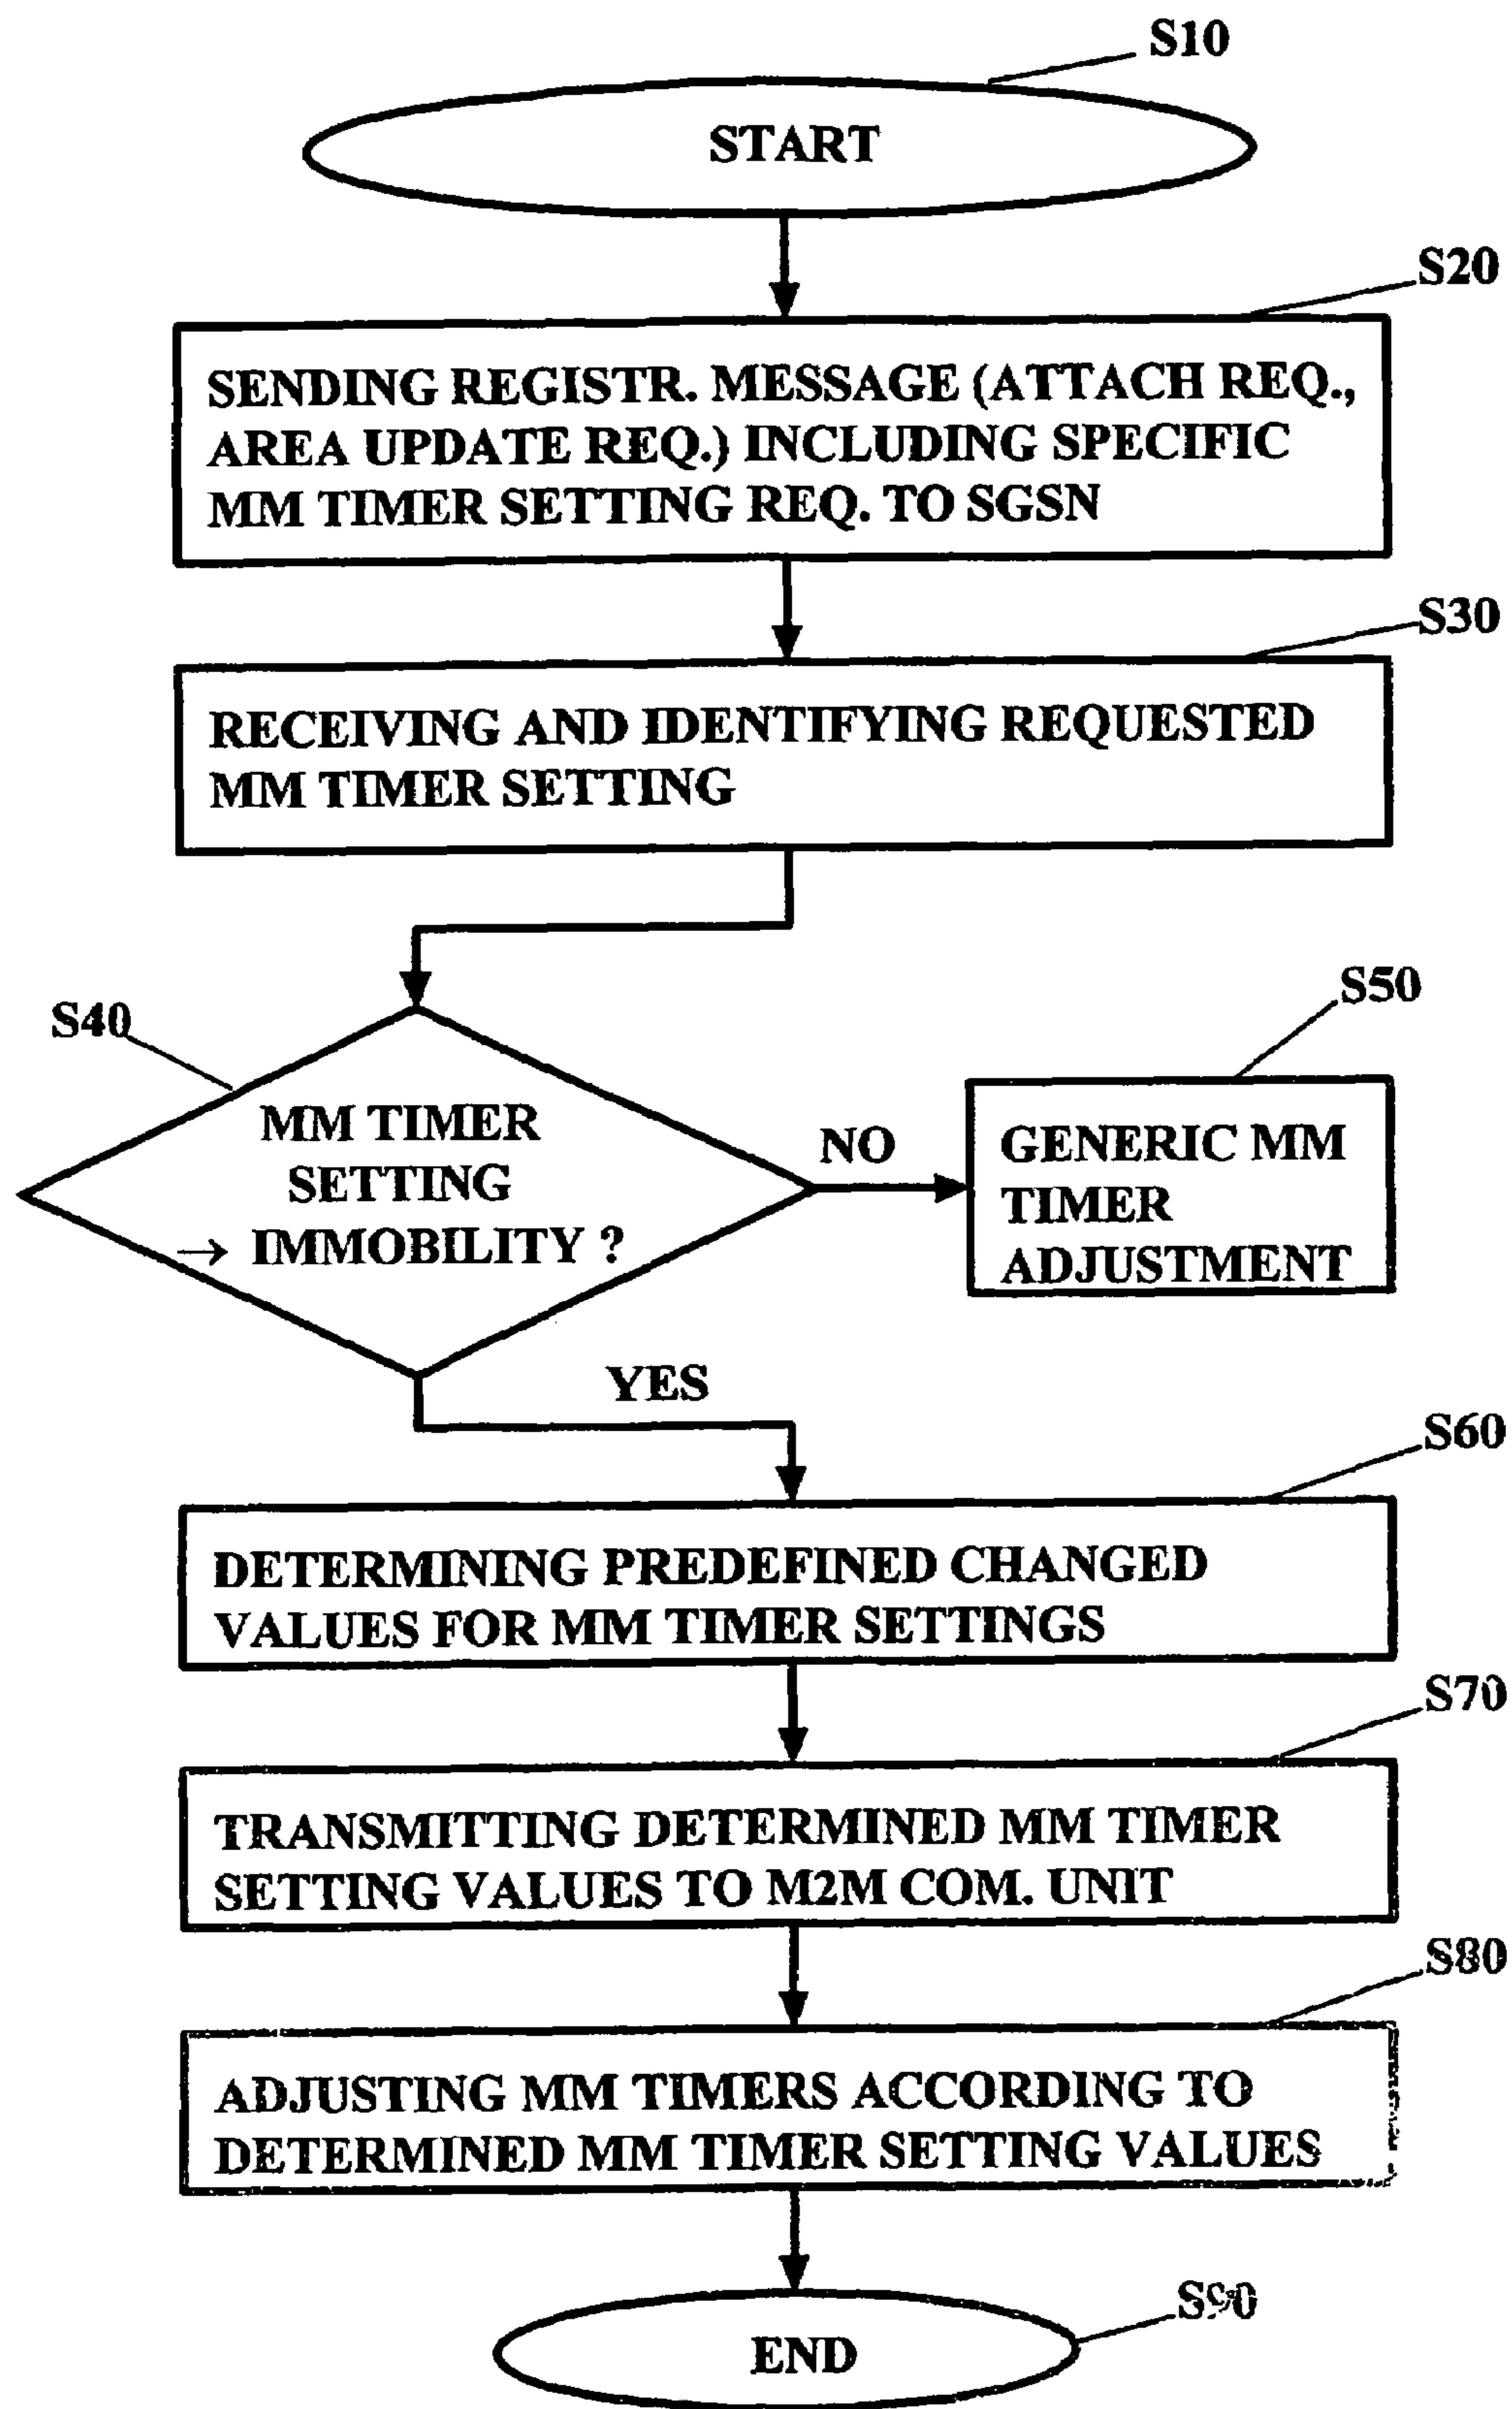 S10
START
S20
SENDING REGISTR. MESSAGE (ATTACH REQ.,
AREA UPDATE REQ.) INCLUDING SPECIFIC
MM TIMER SETTING REQ. TO SGSN
S30
RECEIVING AND IDENTIFYING REQUESTED
MM TIMER SETTING
S40
MM TIMER
SETTING
→ IMMOBILITY ?
NO
S50
GENERIC MM
TIMER
ADJUSTMENT
YES
S60
DETERMINING PREDEFINED CHANGED
VALUES FOR MM TIMER SETTINGS
S70
TRANSMITTING DETERMINED MM TIMER
SETTING VALUES TO M2M COM. UNIT
S80
ADJUSTING MM TIMERS ACCORDING TO
DETERMINED MM TIMER SETTING VALUES
S90
END